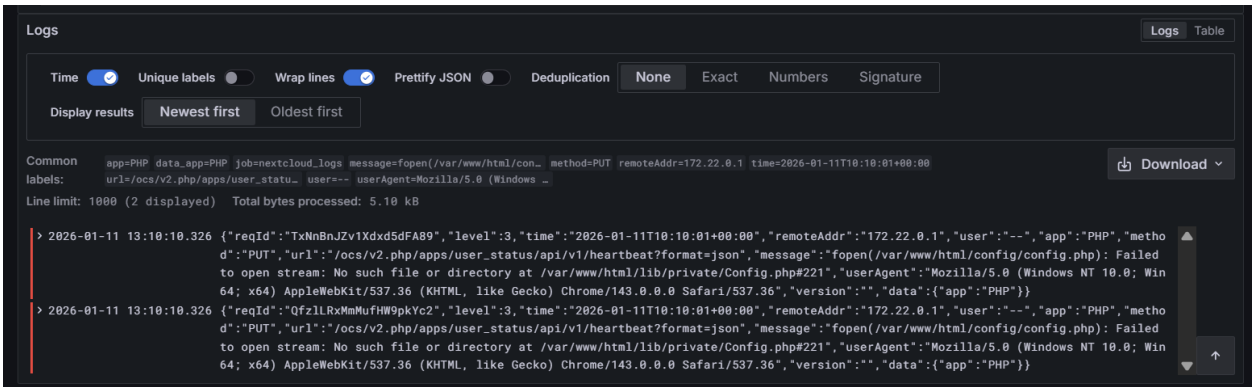 Logs
Logs Table
Time Unique labels Wrap lines Prettify JSON Deduplication None Exact Numbers Signature
Display results Newest first Oldest first
Common labels:
app=PHP data_app=PHP job=nextcloud_logs message=fopen(/var/www/html/con… method=PUT remoteAddr=172.22.0.1 time=2026-01-11T10:10:01+00:00
url=/ocs/v2.php/apps/user_statu… user=-- userAgent=Mozilla/5.0 (Windows …
Download
Line limit: 1000 (2 displayed) Total bytes processed: 5.10 kB
2026-01-11 13:10:10.326 {"reqId":"TxNnBnJZv1Xdxd5dFA89","level":3,"time":"2026-01-11T10:10:01+00:00","remoteAddr":"172.22.0.1","user":"--","app":"PHP","metho
d":"PUT","url":"/ocs/v2.php/apps/user_status/api/v1/heartbeat?format=json","message":"fopen(/var/www/html/config/config.php): Failed
to open stream: No such file or directory at /var/www/html/lib/private/Config.php#221","userAgent":"Mozilla/5.0 (Windows NT 10.0; Win
64; x64) AppleWebKit/537.36 (KHTML, like Gecko) Chrome/143.0.0.0 Safari/537.36","version":"","data":{"app":"PHP"}}
2026-01-11 13:10:10.326 {"reqId":"QfzlLRxMmMufHW9pkYc2","level":3,"time":"2026-01-11T10:10:01+00:00","remoteAddr":"172.22.0.1","user":"--","app":"PHP","metho
d":"PUT","url":"/ocs/v2.php/apps/user_status/api/v1/heartbeat?format=json","message":"fopen(/var/www/html/config/config.php): Failed
to open stream: No such file or directory at /var/www/html/lib/private/Config.php#221","userAgent":"Mozilla/5.0 (Windows NT 10.0; Win
64; x64) AppleWebKit/537.36 (KHTML, like Gecko) Chrome/143.0.0.0 Safari/537.36","version":"","data":{"app":"PHP"}}